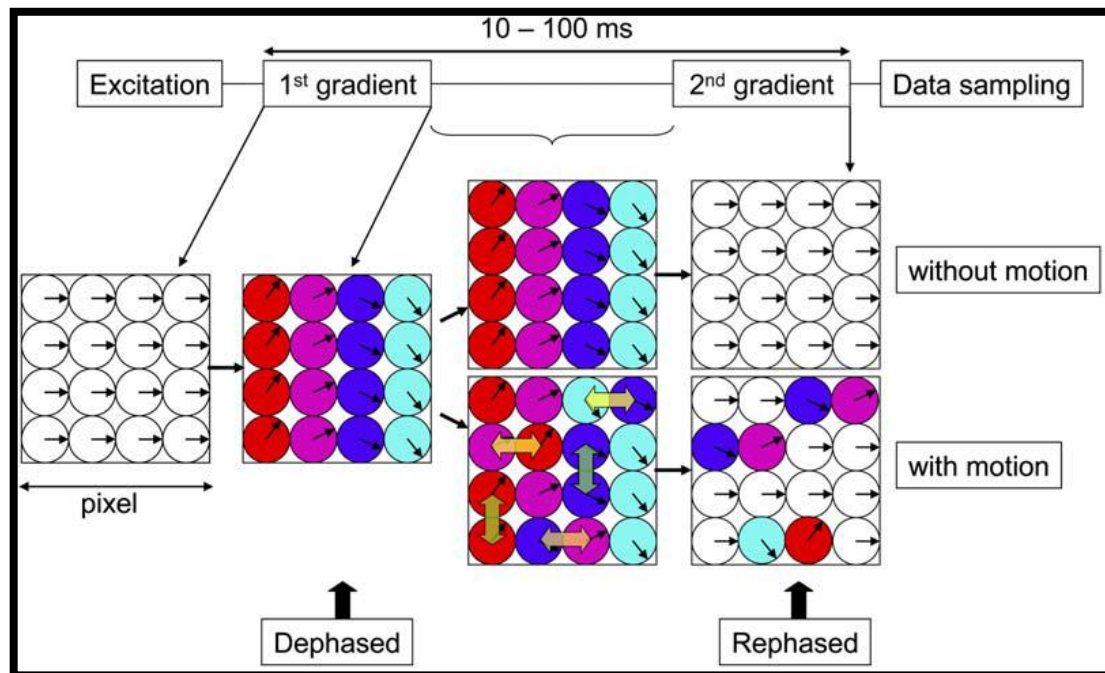 10 – 100 ms
Excitation
1st gradient
2nd gradient
Data sampling
without motion
with motion
pixel
Dephased
Rephased